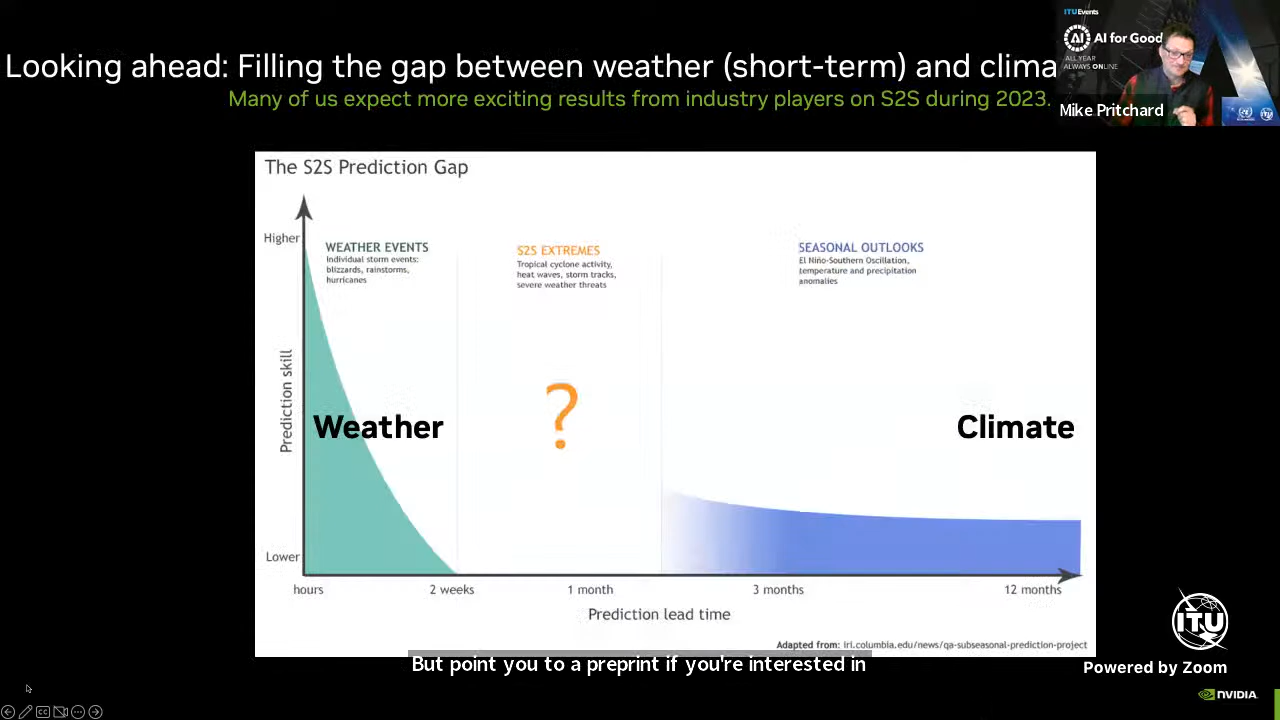 Looking ahead: Filling the gap between weather (short-term) and clima
Many of us expect more exciting results from industry players on S2S during 2023.
ITUEvents
AI
AI for Good
ALL YEAR
ALWAYS ONLINE
Mike Pritchard
The S2S Prediction Gap
Higher
WEATHER EVENTS
Individual storm events:
blizzards, rainstorms,
hurricanes
S2S EXTREMES
Tropical cyclone activity,
heat waves, storm tracks,
severe weather threats
SEASONAL OUTLOOKS
El Niño-Southern Oscillation,
temperature and precipitation
anomalies
Prediction skill
Weather
?
Climate
Lower
hours
2 weeks
1 month
3 months
12 months
Prediction lead time
Adapted from: iri.columbia.edu/news/qa-subseasonal-prediction-project
But point you to a preprint if you're interested in
ITU
Powered by Zoom
NVIDIA.
CC